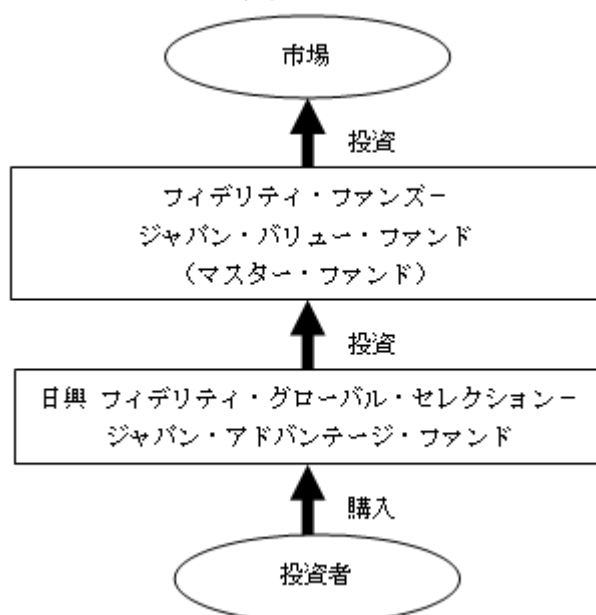 市場
投資
フィデリティ・ファンズ－
ジャパン・バリュー・ファンド
（マスター・ファンド）
投資
日興 フィデリティ・グローバル・セレクション－
ジャパン・アドバンテージ・ファンド
購入
投資者